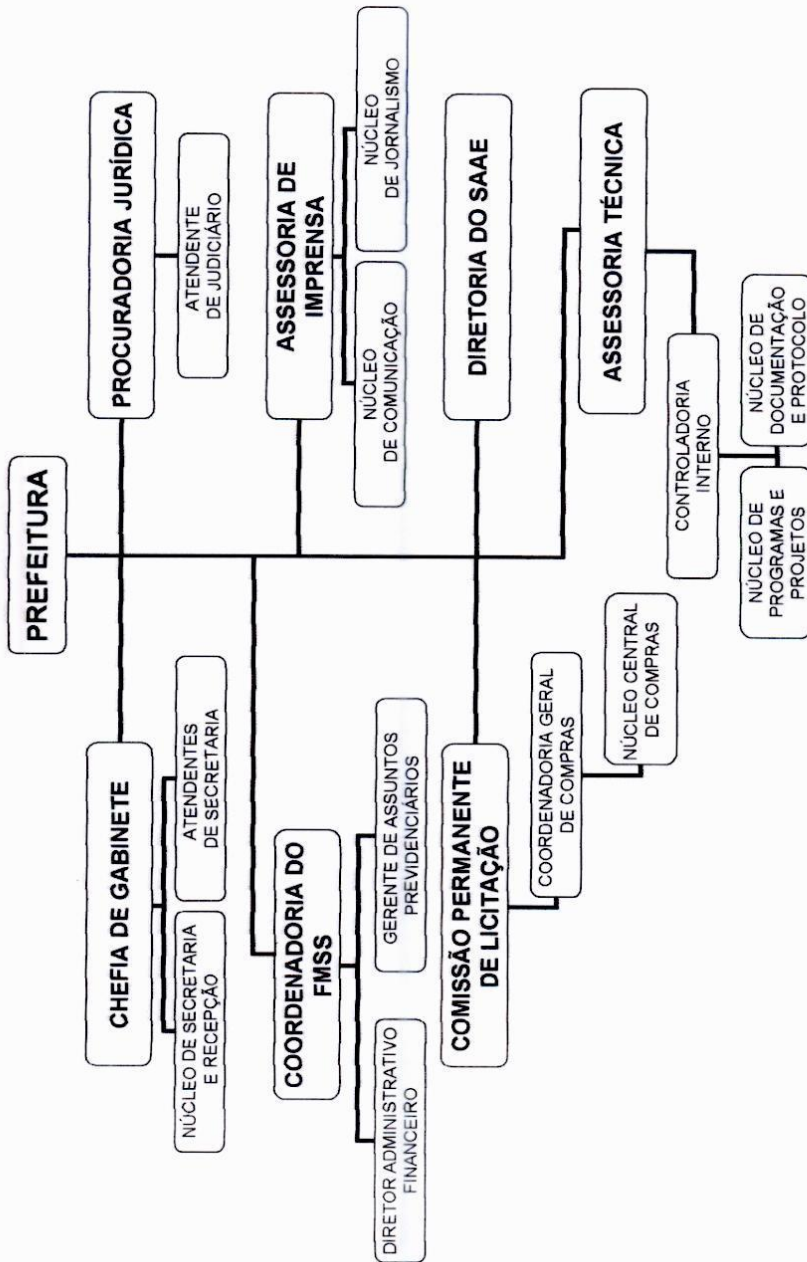 PREFEITURA
CHEFIA DE GABINETE
NÚCLEO DE SECRETARIA
E RECEPÇÃO
ATENDENTES
DE SECRETARIA
PROCURADORIA JURÍDICA
ATENDENTE
DE JUDICIÁRIO
COORDENADORIA DO
FMSS
DIRETOR ADMINISTRATIVO
FINANCEIRO
GERENTE DE ASSUNTOS
PREVIDENCIÁRIOS
ASSESSORIA DE
IMPRENSA
NÚCLEO
DE COMUNICAÇÃO
NÚCLEO
DE JORNALISMO
COMISSÃO PERMANENTE
DE LICITAÇÃO
COORDENADORIA GERAL
DE COMPRAS
NÚCLEO CENTRAL
DE COMPRAS
DIRETORIA DO SAAE
ASSESSORIA TÉCNICA
CONTROLADORIA
INTERNO
NÚCLEO DE
PROGRAMAS E
PROJETOS
NÚCLEO DE
DOCUMENTAÇÃO
E PROTOCOLO